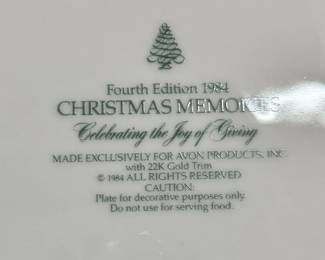 Fourth Edition 1984
CHRISTMAS MEMORIES
Celebrating the Joy of Giving
MADE EXCLUSIVELY FOR AVON PRODUCTS, INC
with 22K Gold Trim
© 1984 ALL RIGHTS RESERVED
CAUTION:
Plate for decorative purposes only.
Do not use for serving food.